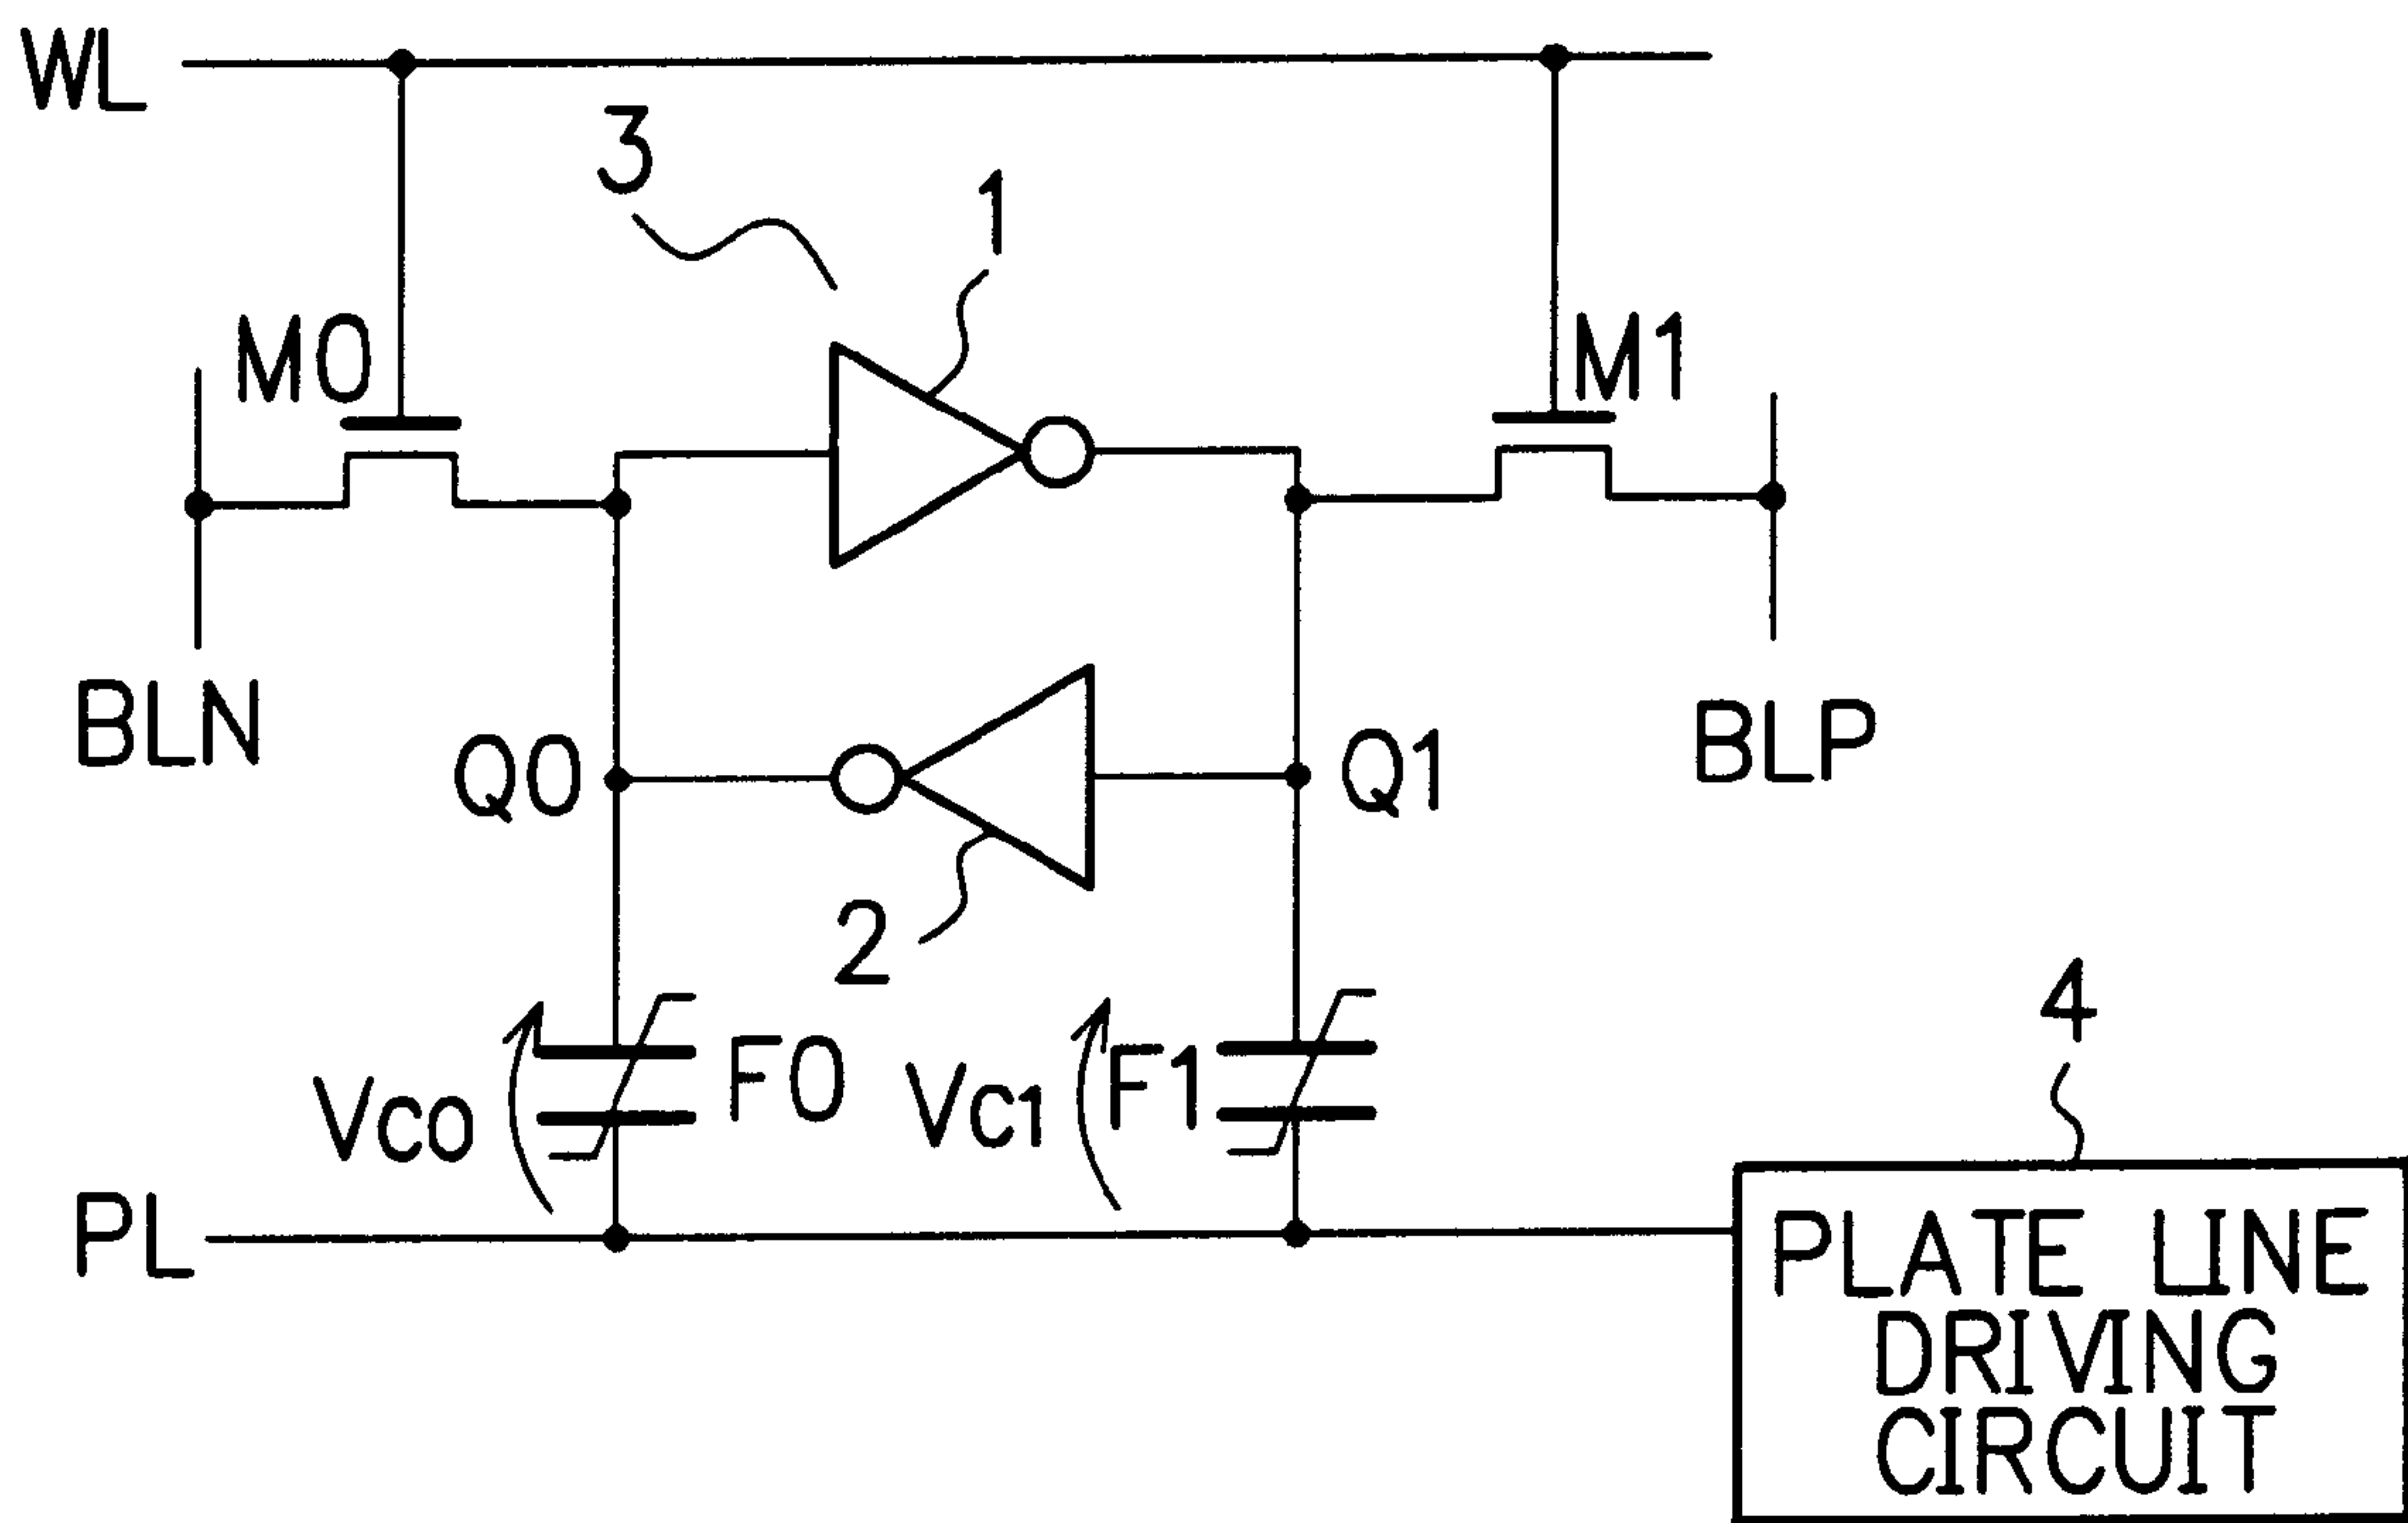 WL
3
1
M0
M1
BLN
Q0
Q1
BLP
2
4
VC0
F0
VC1
F1
PL
PLATE LINE
DRIVING
CIRCUIT